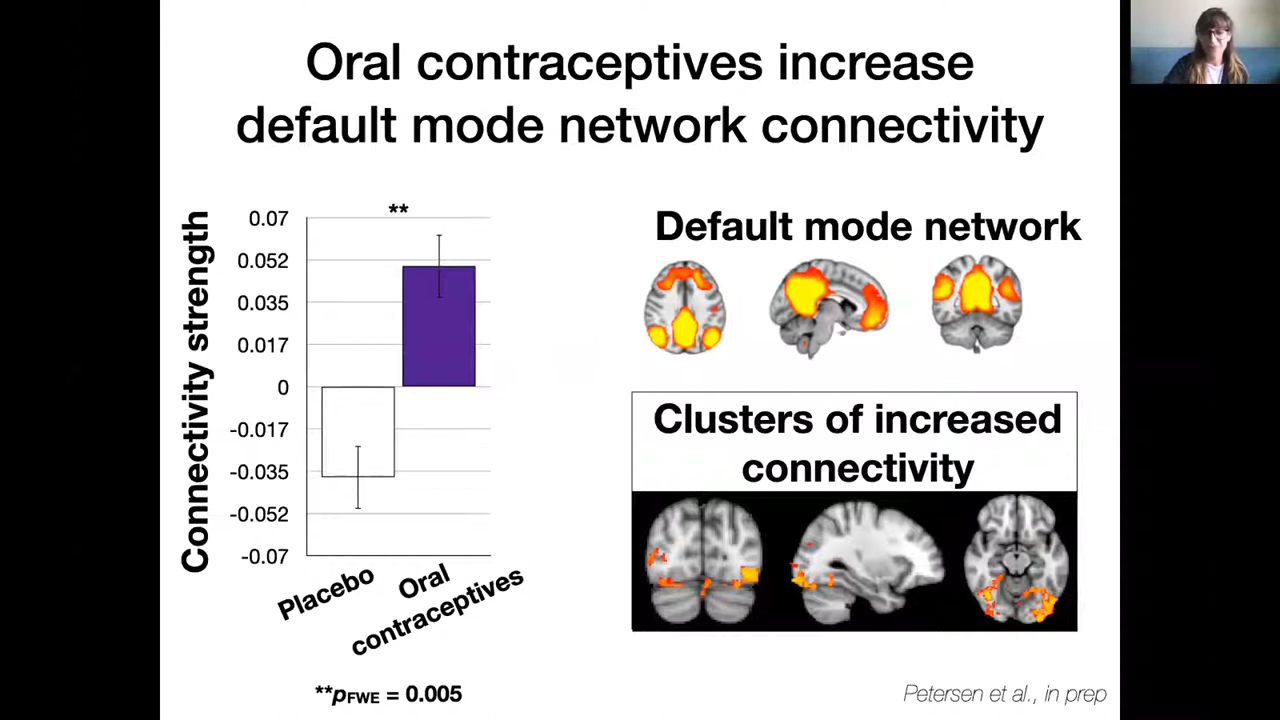 Oral contraceptives increase
default mode network connectivity
Connectivity strength
**
0.07
0.052
0.035
0.017
0
-0.017
-0.035
-0.052
-0.07
Placebo
Oral
contraceptives
**pFWE = 0.005
Default mode network
Clusters of increased
connectivity
Petersen et al., in prep